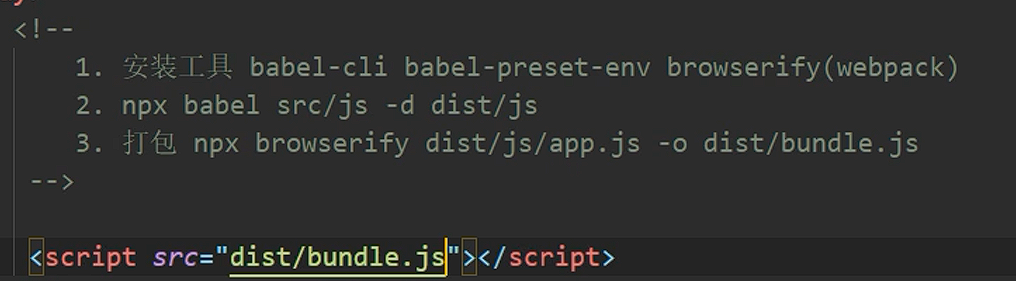 <!--
1. 安装工具 babel-cli babel-preset-env browserify(webpack)
2. npx babel src/js -d dist/js
3. 打包 npx browserify dist/js/app.js -o dist/bundle.js
-->
<script src="dist/bundle.js"></script>